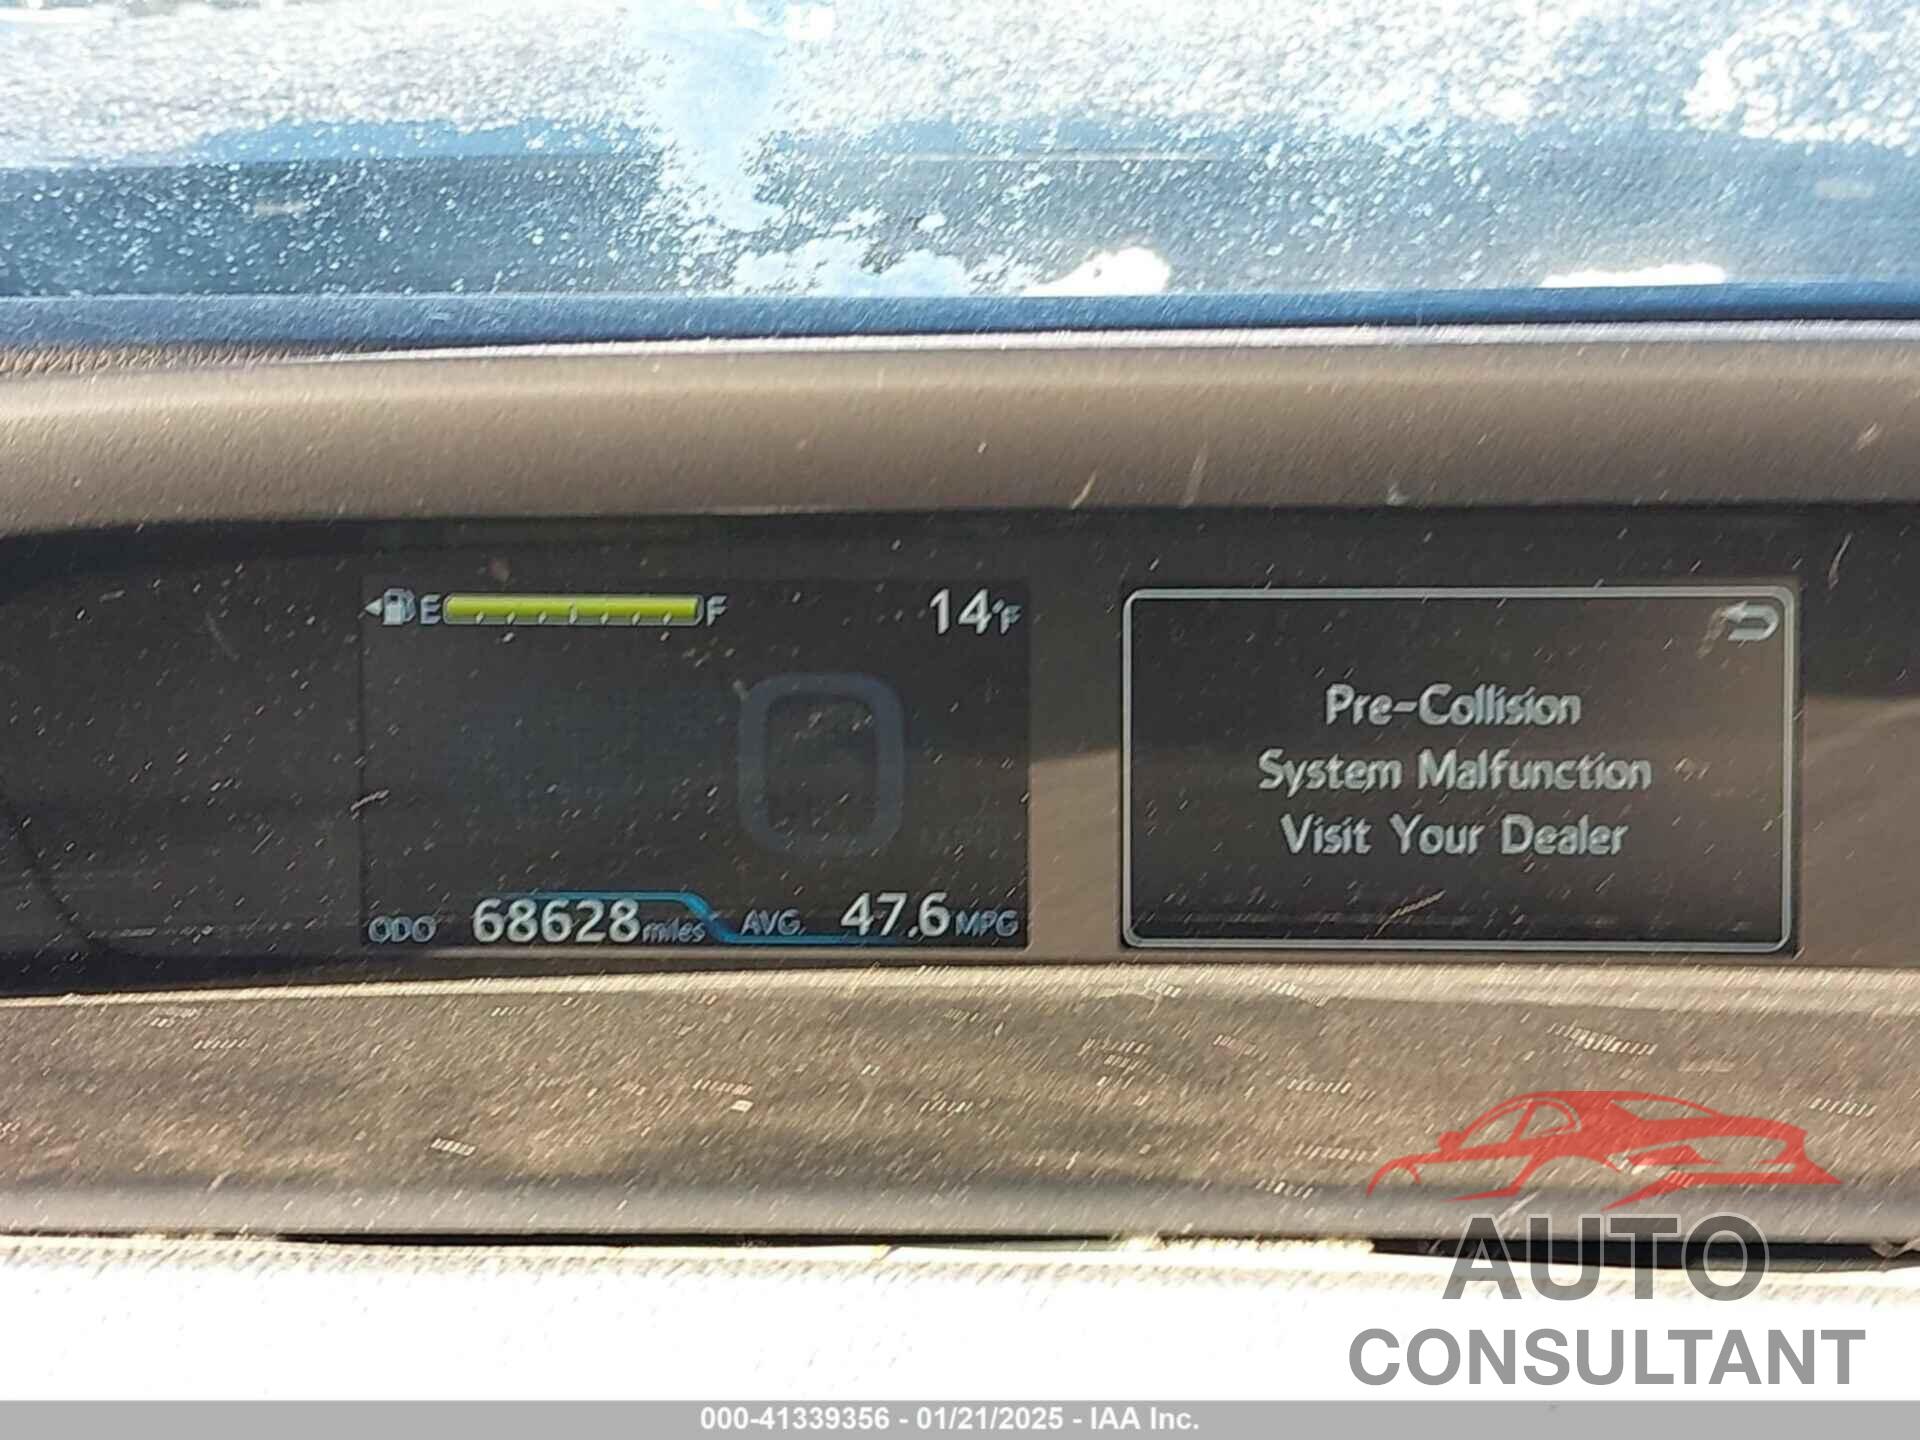 E F 14°F
0
ODO 68628 miles AVG. 47.6 MPG
Pre-Collision
System Malfunction
Visit Your Dealer
AUTO
CONSULTANT
000-41339356 - 01/21/2025 - IAA Inc.